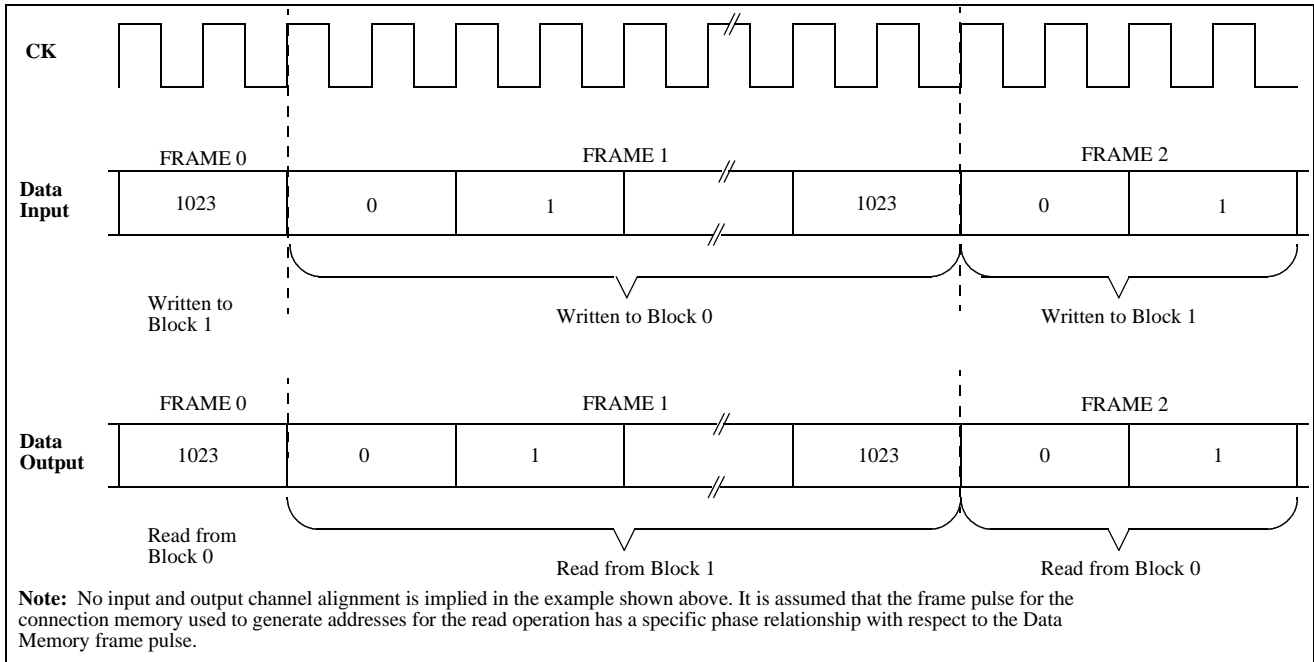 CK
FRAME 0 FRAME 1 FRAME 2
Data
Input
1023 0 1 1023 0 1
Written to
Block 1
Written to Block 0
Written to Block 1
FRAME 0 FRAME 1 FRAME 2
Data
Output
1023 0 1 1023 0 1
Read from
Block 0
Read from Block 1
Read from Block 0
Note: No input and output channel alignment is implied in the example shown above. It is assumed that the frame pulse for the
connection memory used to generate addresses for the read operation has a specific phase relationship with respect to the Data
Memory frame pulse.